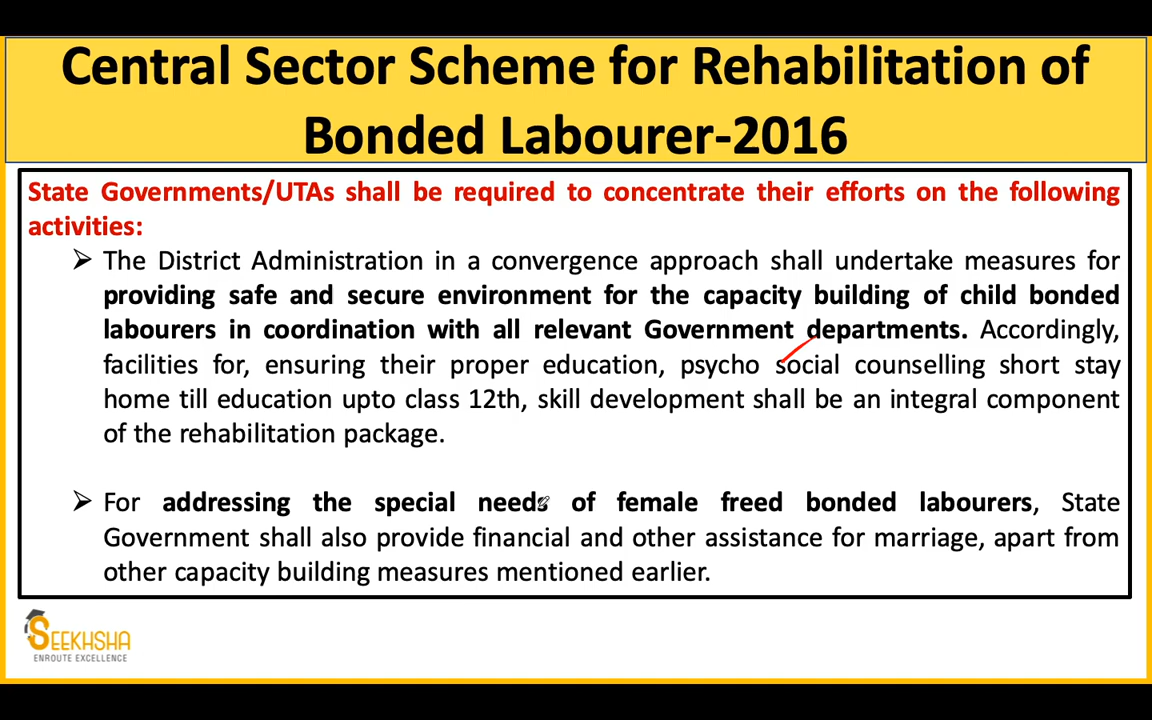 Central Sector Scheme for Rehabilitation of
Bonded Labourer-2016
State Governments/UTAs shall be required to concentrate their efforts on the following
activities:
➢ The District Administration in a convergence approach shall undertake measures for
providing safe and secure environment for the capacity building of child bonded
labourers in coordination with all relevant Government departments. Accordingly,
facilities for, ensuring their proper education, psycho social counselling short stay
home till education upto class 12th, skill development shall be an integral component
of the rehabilitation package.
➢ For addressing the special needs of female freed bonded labourers, State
Government shall also provide financial and other assistance for marriage, apart from
other capacity building measures mentioned earlier.
SEEKHSHA
ENROUTE EXCELLENCE